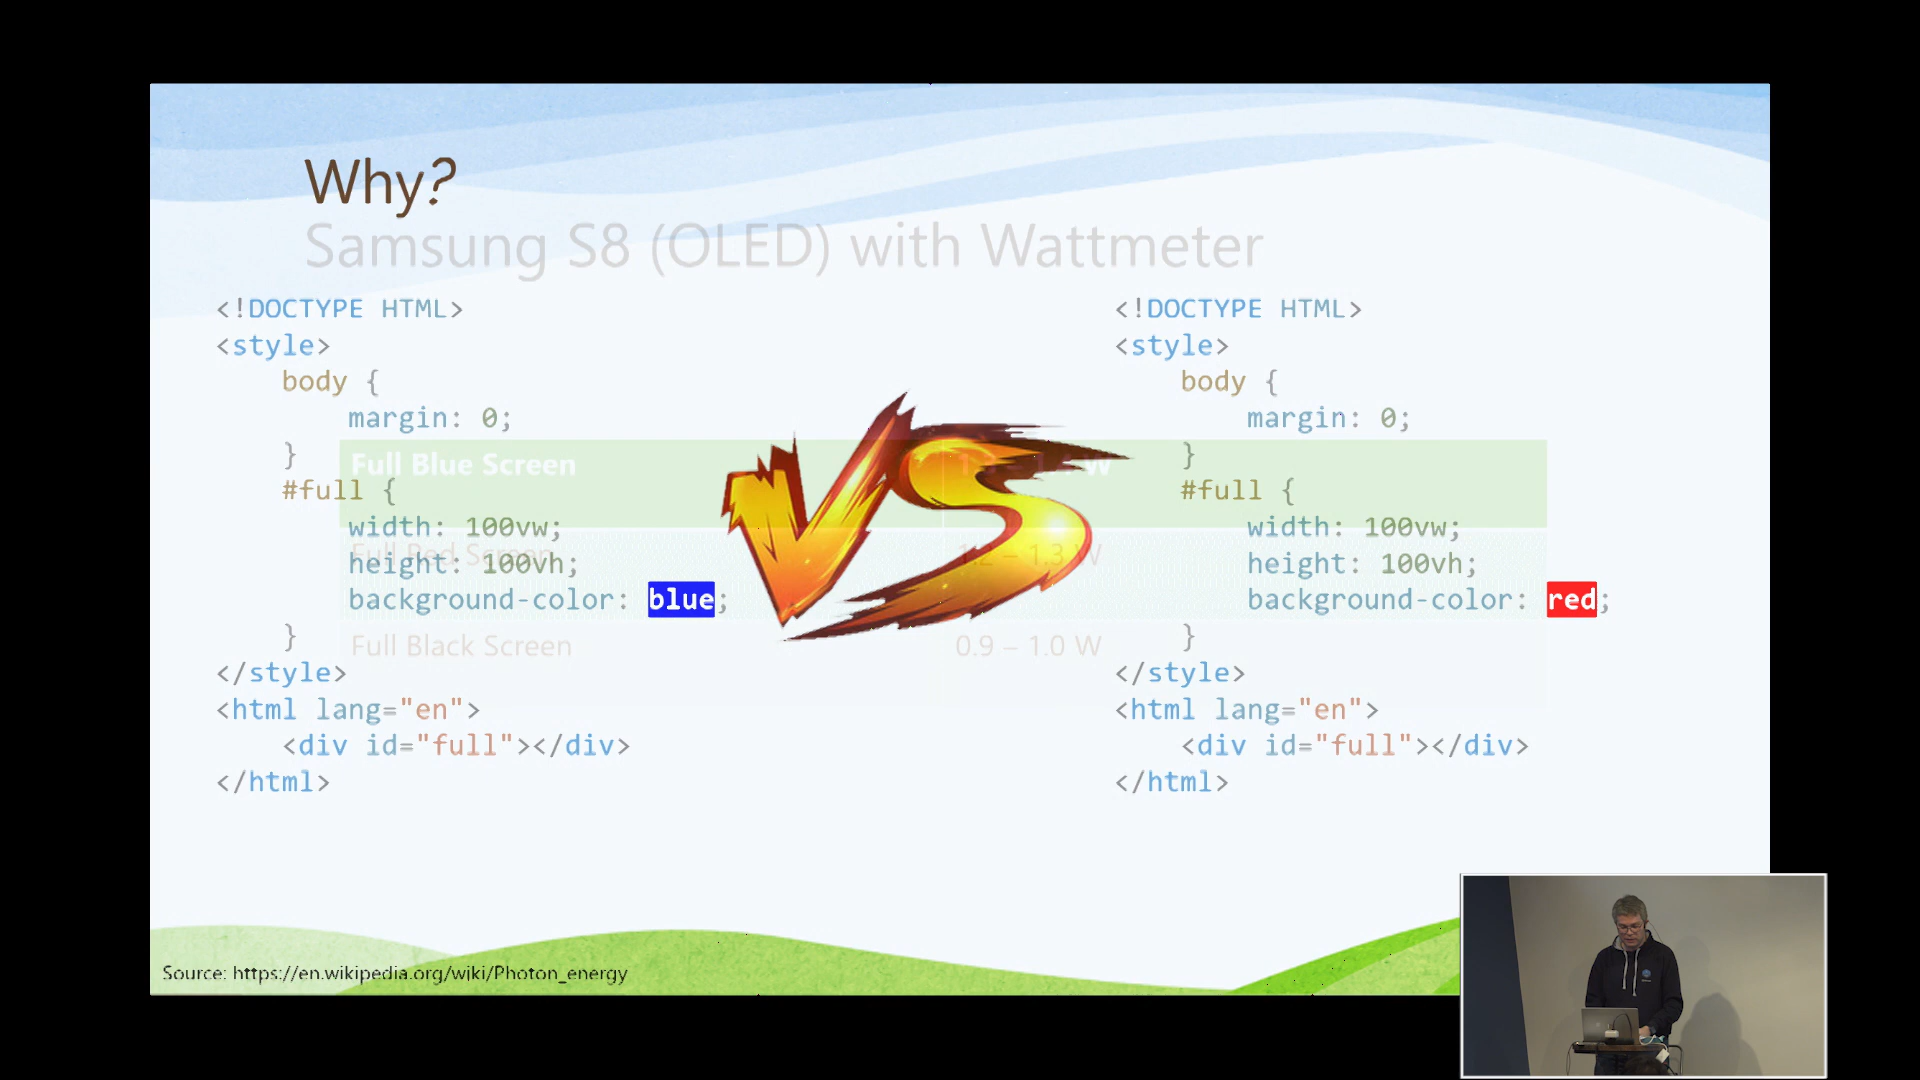 Why?
Samsung S8 (OLED) with Wattmeter
<!DOCTYPE HTML>
<style>
body {
margin: 0;
}
#full {
width: 100vw;
height: 100vh;
background-color: blue;
}
</style>
<html lang="en">
<div id="full"></div>
</html>
VS
<!DOCTYPE HTML>
<style>
body {
margin: 0;
}
#full {
width: 100vw;
height: 100vh;
background-color: red;
}
</style>
<html lang="en">
<div id="full"></div>
</html>
Full Blue Screen
Full Red Screen
Full Black Screen 0.9 – 1.0 W
Source: https://en.wikipedia.org/wiki/Photon_energy